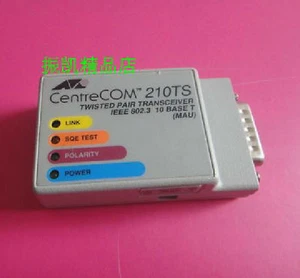 振凯精品店
CentreCOM™ 210TS
TWISTED PAIR TRANSCEIVER
IEEE 802.3 10 BASE T
(MAU)
LINK
SQE TEST
POLARITY
POWER